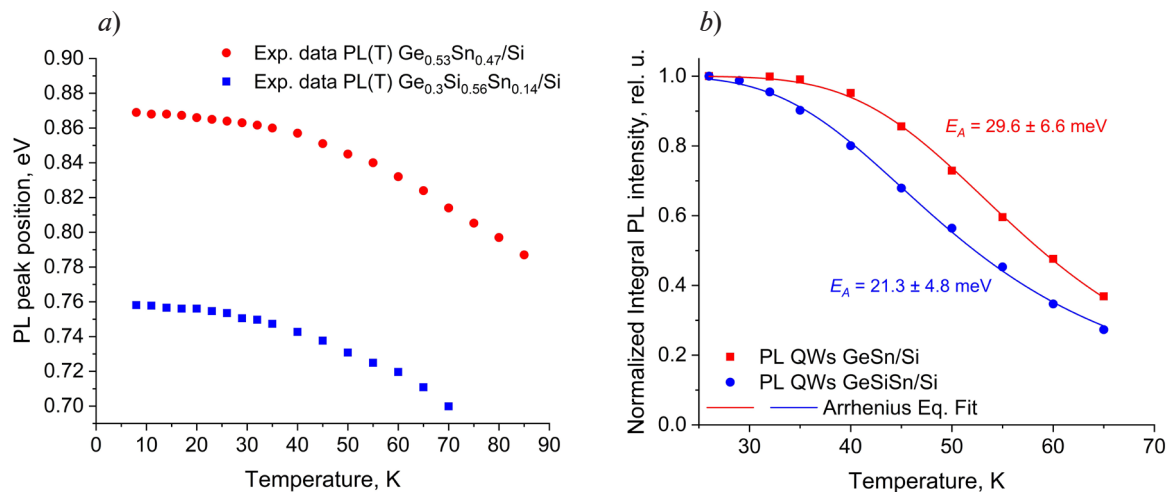 a)
Exp. data PL(T) Ge0.53Sn0.47/Si
Exp. data PL(T) Ge0.3Si0.56Sn0.14/Si
PL peak position, eV
0.90
0.88
0.86
0.84
0.82
0.80
0.78
0.76
0.74
0.72
0.70
0 10 20 30 40 50 60 70 80 90
Temperature, K
b)
Normalized Integral PL intensity, rel. u.
1.0
0.8
0.6
0.4
0.2
0.0
EA = 29.6 ± 6.6 meV
EA = 21.3 ± 4.8 meV
PL QWs GeSn/Si
PL QWs GeSiSn/Si
Arrhenius Eq. Fit
30 40 50 60 70
Temperature, K